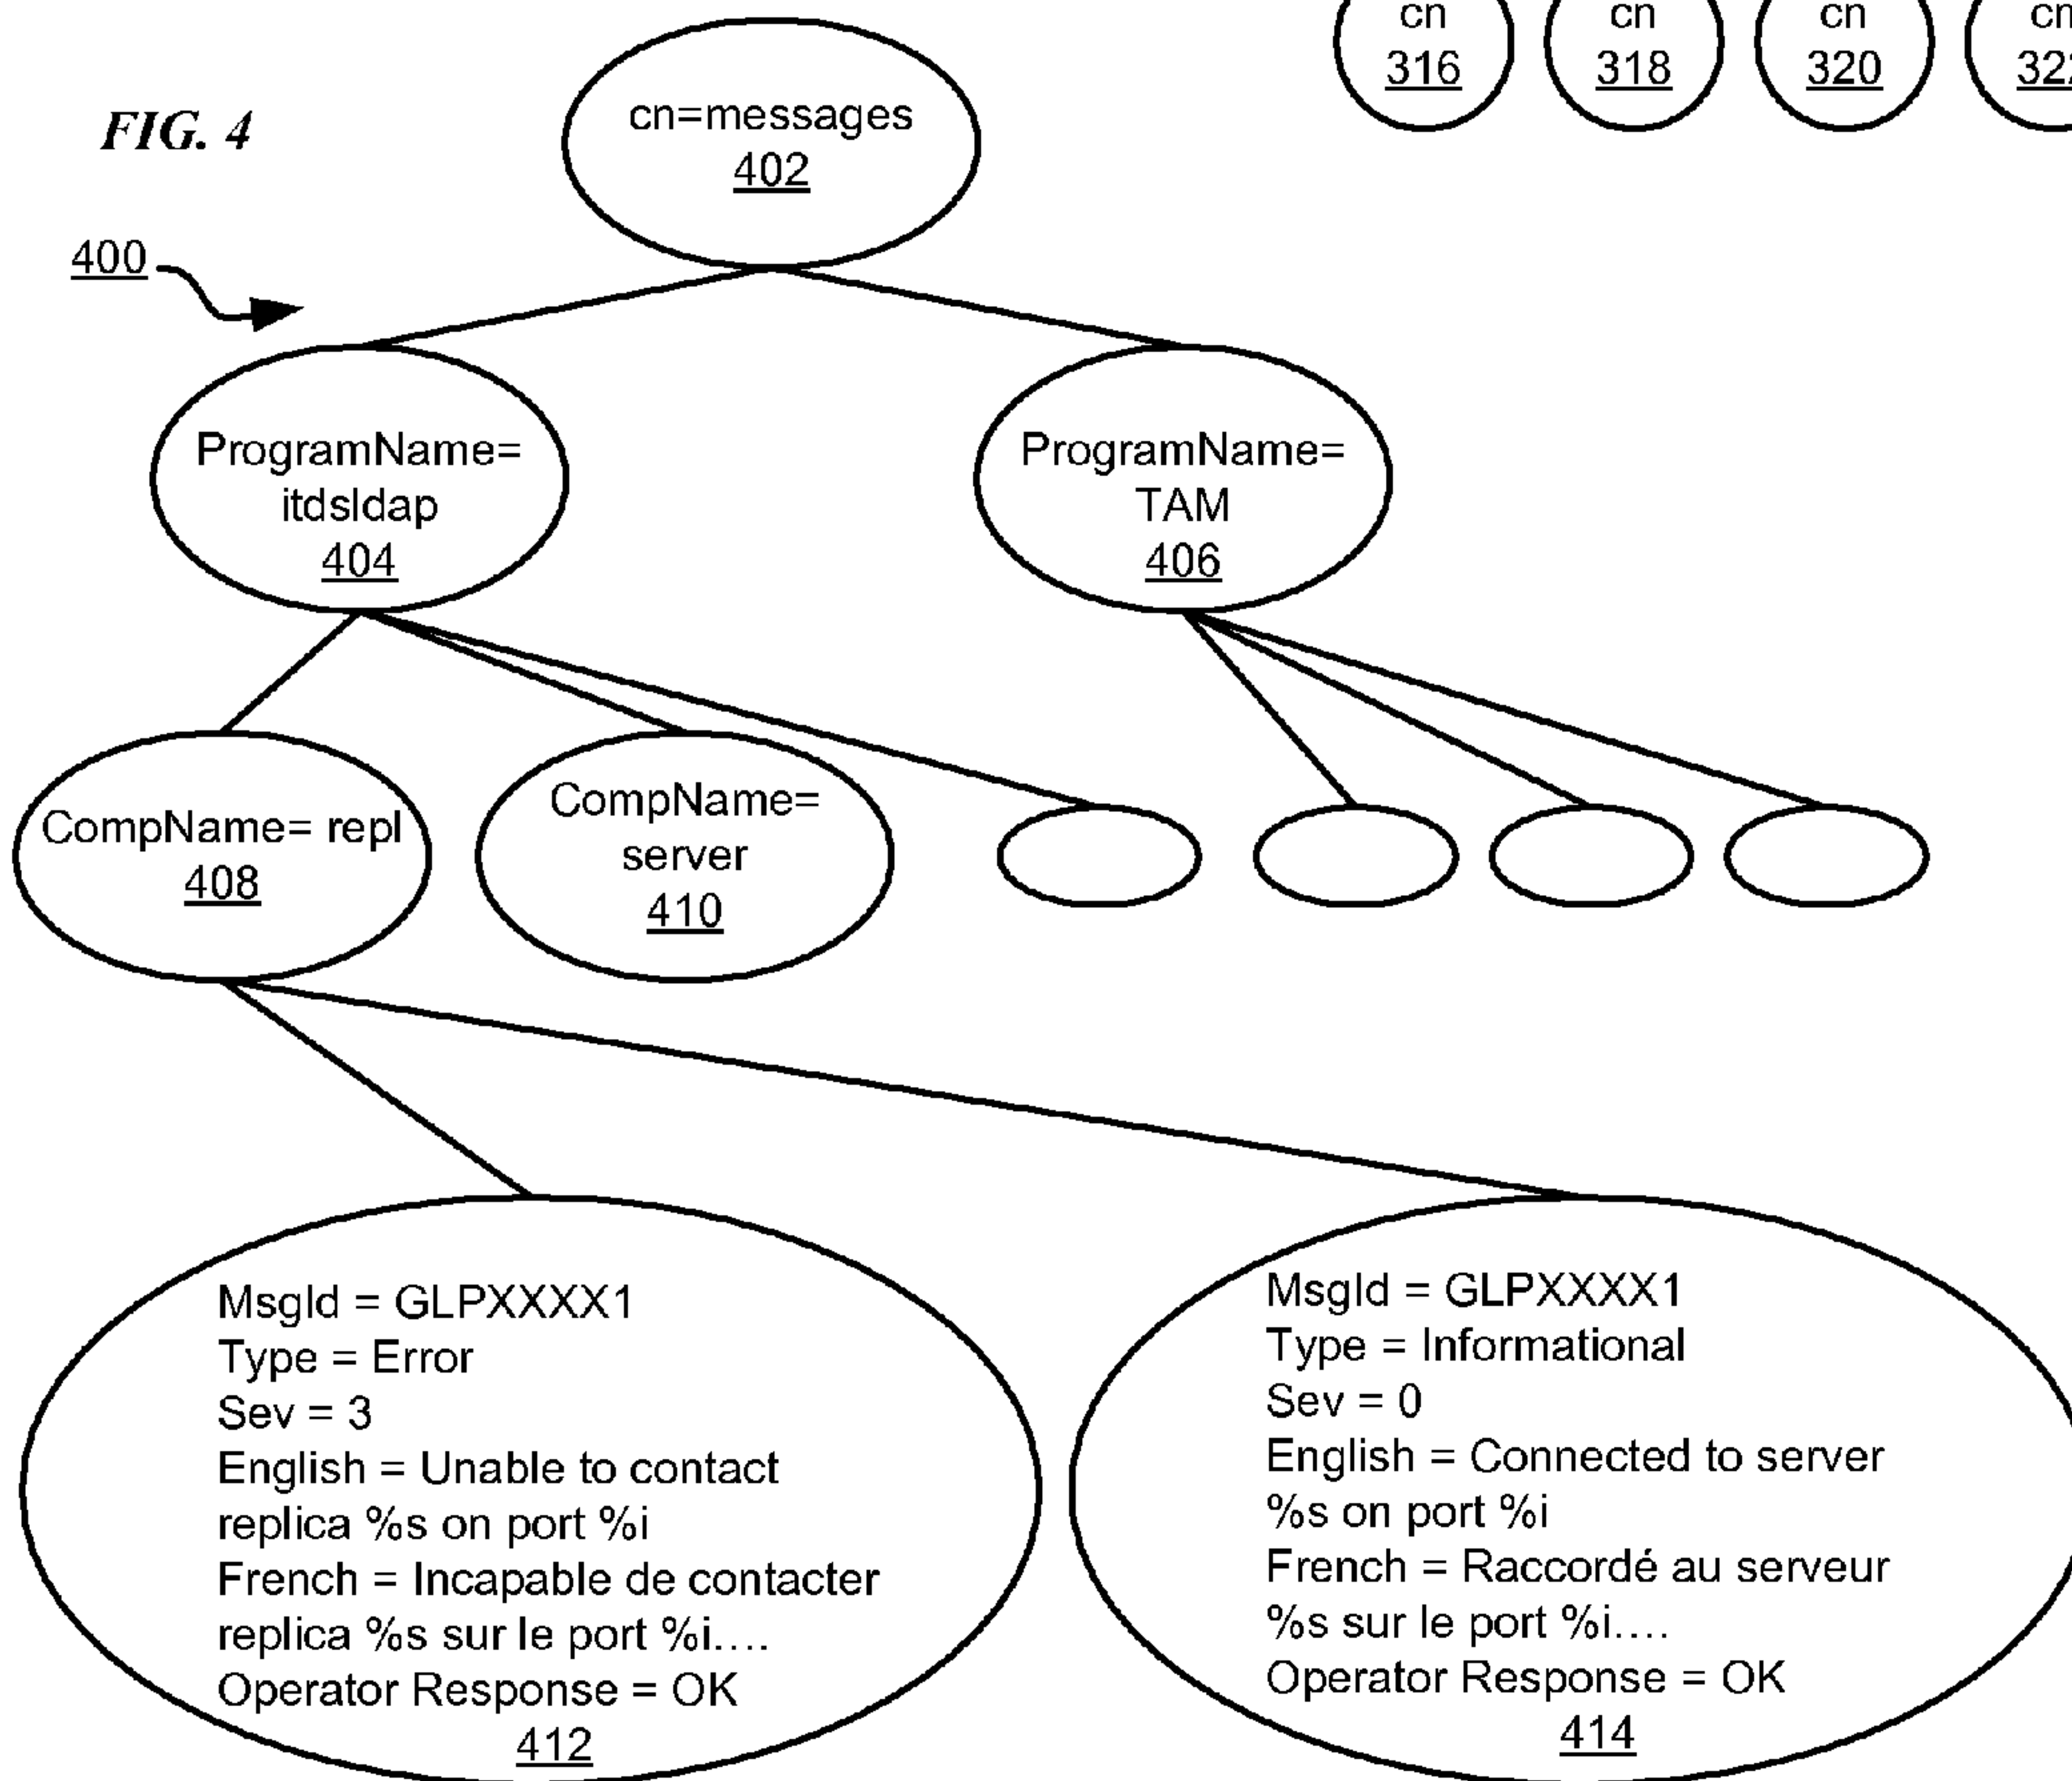 cn
316
cn
318
cn
320
cn
FIG. 4
400
cn=messages
402
ProgramName=
itdsldap
404
ProgramName=
TAM
406
CompName= repl
408
CompName=
server
410
MsgId = GLPXXXX1
Type = Error
Sev = 3
English = Unable to contact
replica %s on port %i
French = Incapable de contacter
replica %s sur le port %i....
Operator Response = OK
412
MsgId = GLPXXXX1
Type = Informational
Sev = 0
English = Connected to server
%s on port %i
French = Raccordé au serveur
%s sur le port %i....
Operator Response = OK
414